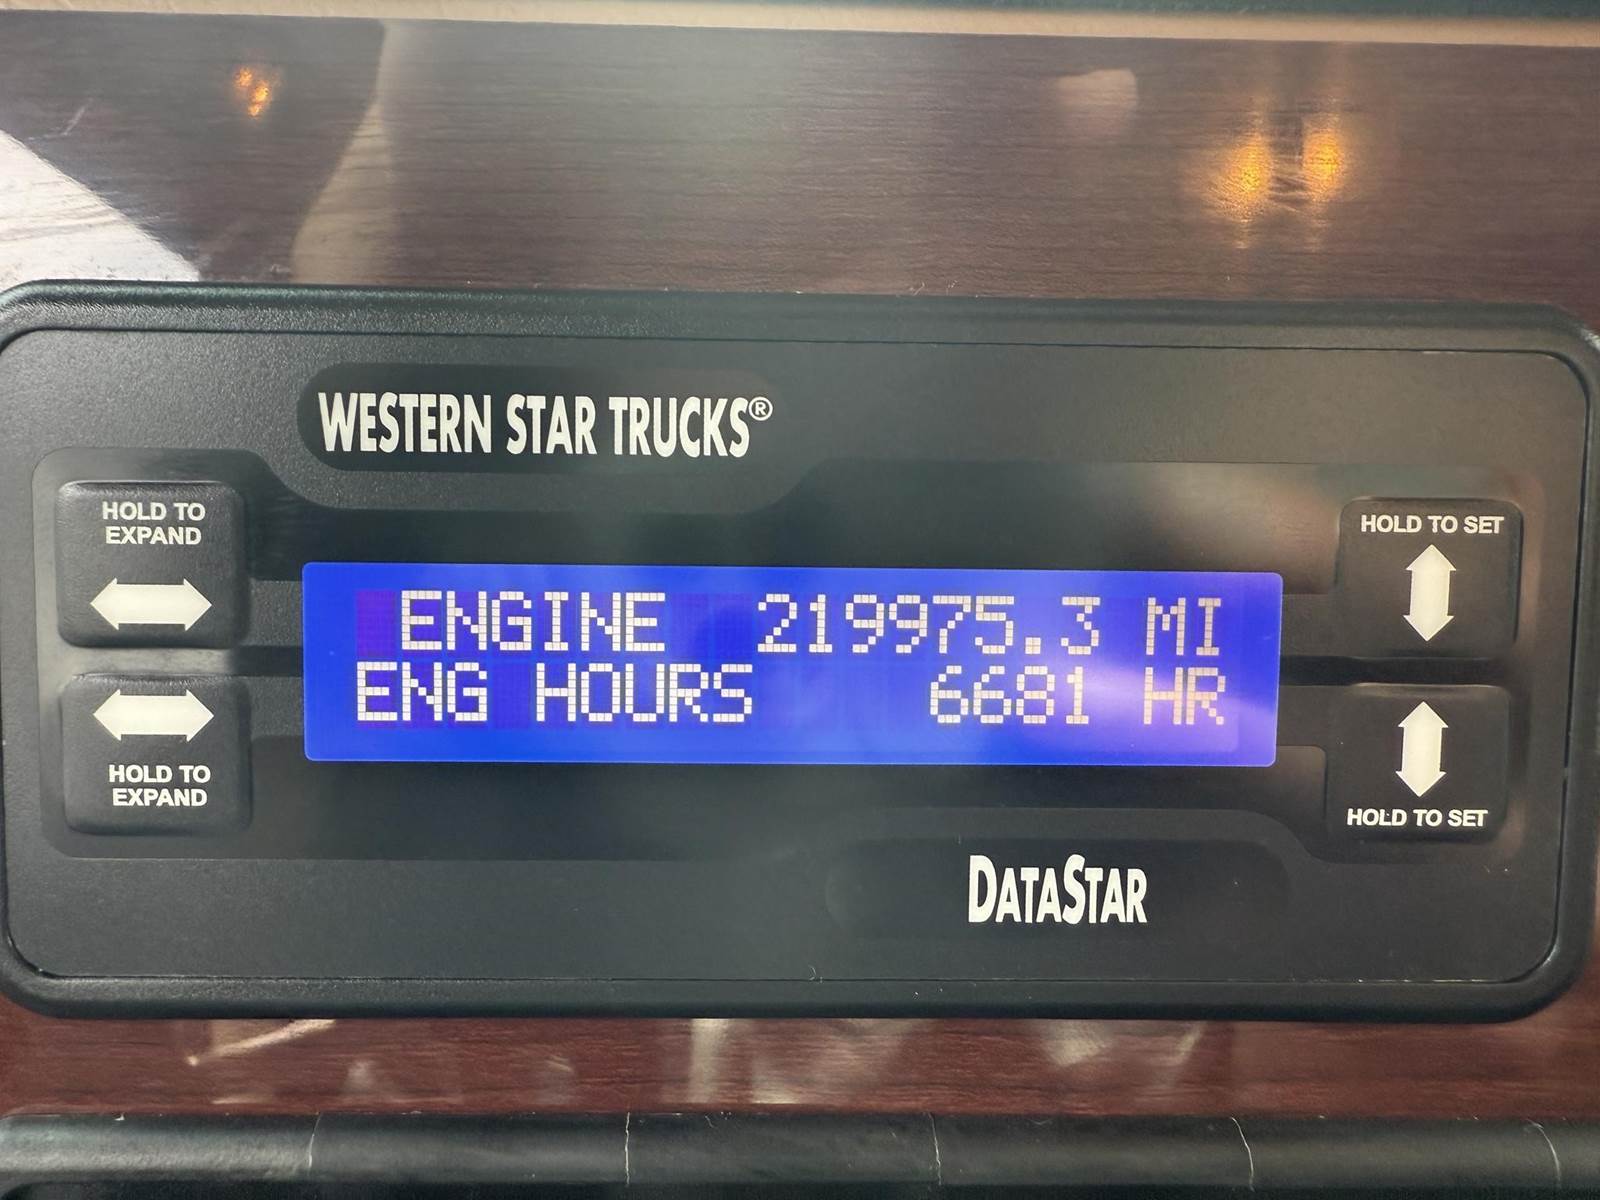 WESTERN STAR TRUCKS®
HOLD TO
EXPAND
HOLD TO SET
ENGINE 219975.3 MI
ENG HOURS 6681 HR
HOLD TO
EXPAND
HOLD TO SET
DATASTAR